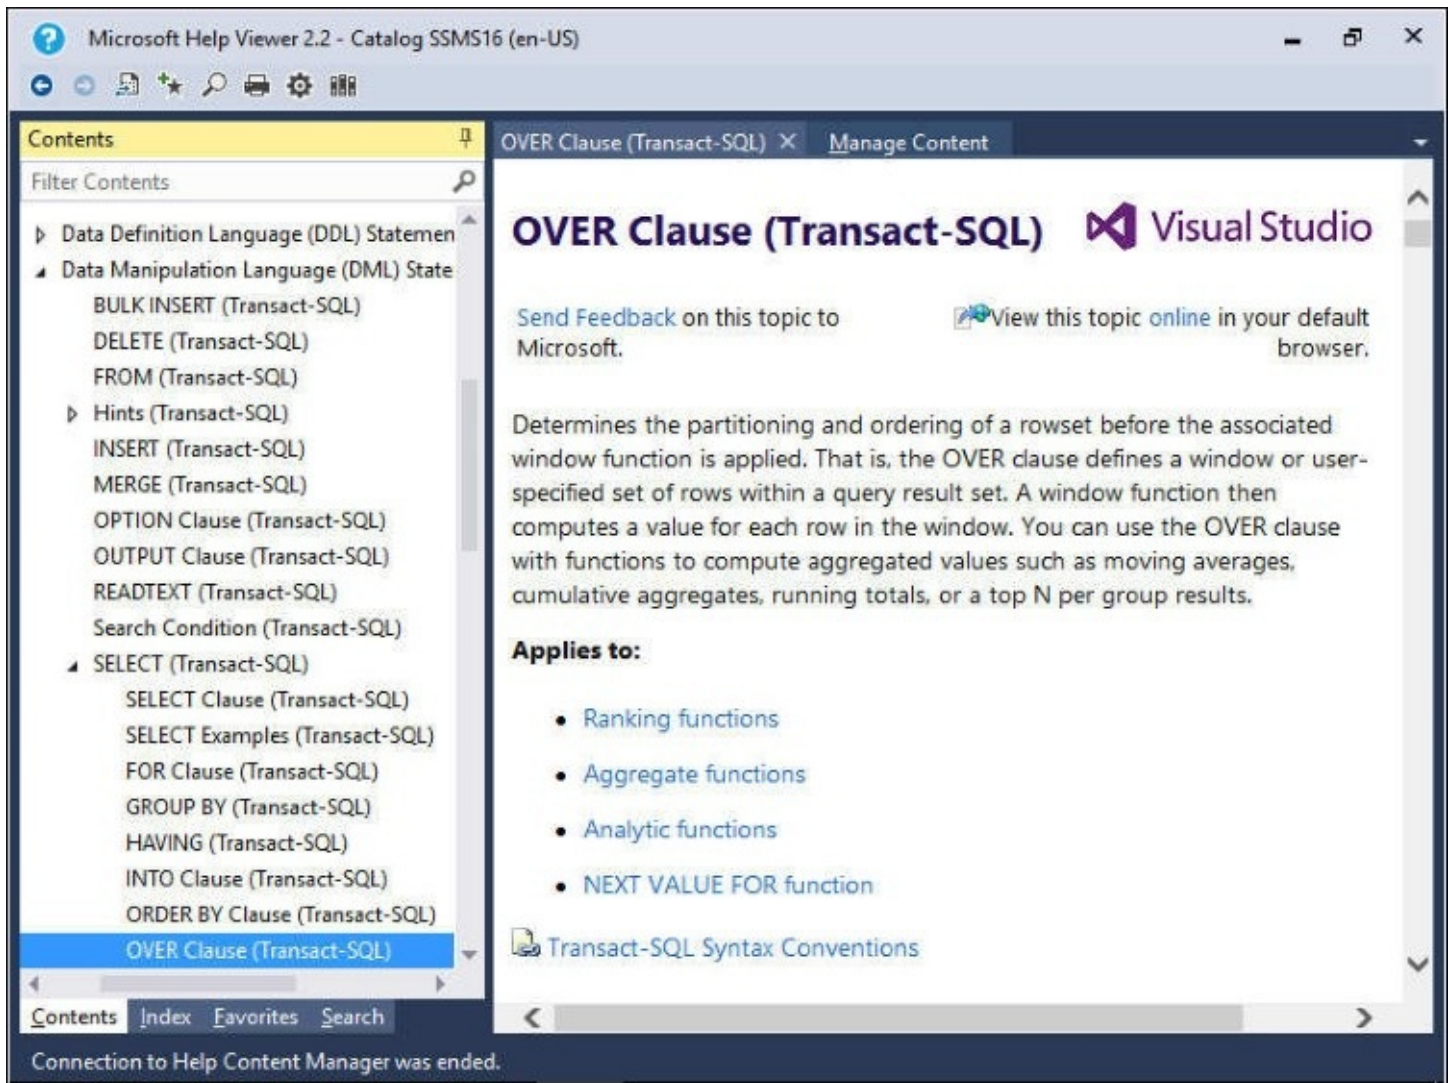 Microsoft Help Viewer 2.2 - Catalog SSMS16 (en-US)
Contents
Filter Contents
Data Definition Language (DDL) Statemen
Data Manipulation Language (DML) State
BULK INSERT (Transact-SQL)
DELETE (Transact-SQL)
FROM (Transact-SQL)
Hints (Transact-SQL)
INSERT (Transact-SQL)
MERGE (Transact-SQL)
OPTION Clause (Transact-SQL)
OUTPUT Clause (Transact-SQL)
READTEXT (Transact-SQL)
Search Condition (Transact-SQL)
SELECT (Transact-SQL)
SELECT Clause (Transact-SQL)
SELECT Examples (Transact-SQL)
FOR Clause (Transact-SQL)
GROUP BY (Transact-SQL)
HAVING (Transact-SQL)
INTO Clause (Transact-SQL)
ORDER BY Clause (Transact-SQL)
OVER Clause (Transact-SQL)
Contents Index Favorites Search
OVER Clause (Transact-SQL) Manage Content
OVER Clause (Transact-SQL)
Visual Studio
Send Feedback on this topic to
Microsoft.
View this topic online in your default
browser.
Determines the partitioning and ordering of a rowset before the associated
window function is applied. That is, the OVER clause defines a window or user-
specified set of rows within a query result set. A window function then
computes a value for each row in the window. You can use the OVER clause
with functions to compute aggregated values such as moving averages,
cumulative aggregates, running totals, or a top N per group results.
Applies to:
• Ranking functions
• Aggregate functions
• Analytic functions
• NEXT VALUE FOR function
Transact-SQL Syntax Conventions
Connection to Help Content Manager was ended.